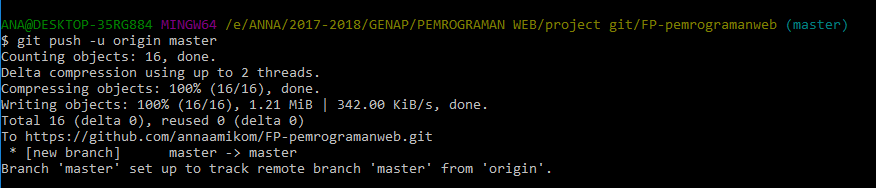 ANA@DESKTOP-35RG884 MINGW64 /e/ANNA/2017-2018/GENAP/PEMROGRAMAN WEB/project git/FP-pemrogramanweb (master)
$ git push -u origin master
Counting objects: 16, done.
Delta compression using up to 2 threads.
Compressing objects: 100% (16/16), done.
Writing objects: 100% (16/16), 1.21 MiB | 342.00 KiB/s, done.
Total 16 (delta 0), reused 0 (delta 0)
To https://github.com/annaamikom/FP-pemrogramanweb.git
 * [new branch]      master -> master
Branch 'master' set up to track remote branch 'master' from 'origin'.